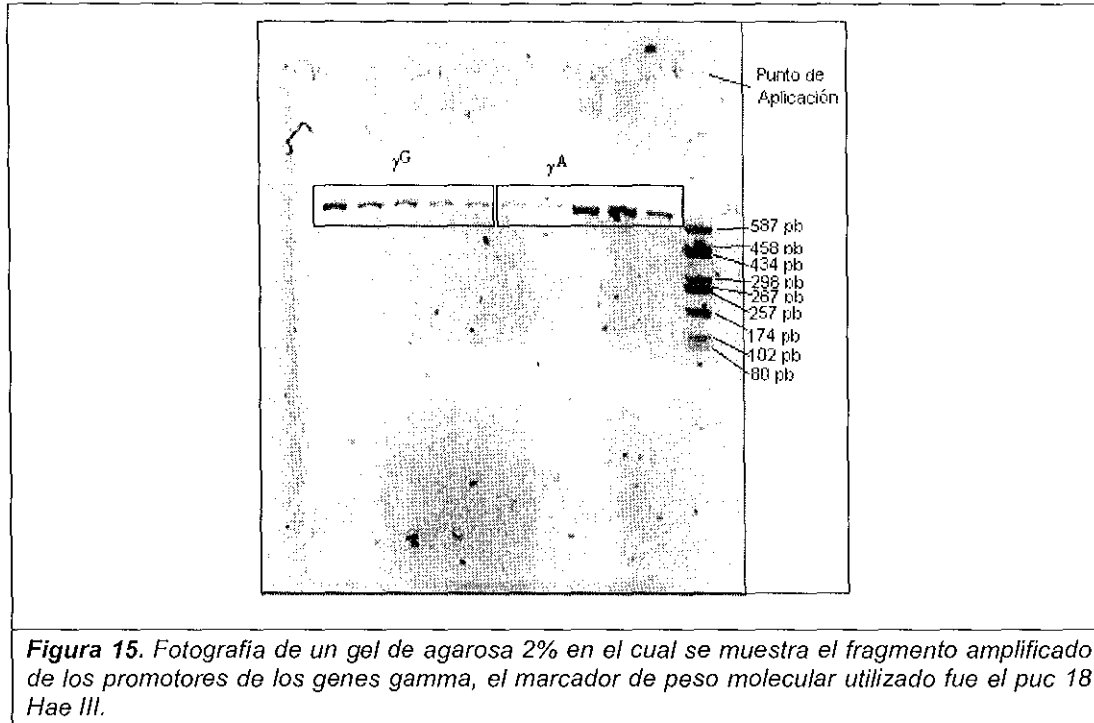 Punto de
Aplicación
γG
γA
587 pb
458 pb
434 pb
298 pb
267 pb
257 pb
174 pb
102 pb
80 pb
Figura 15. Fotografía de un gel de agarosa 2% en el cual se muestra el fragmento amplificado
de los promotores de los genes gamma, el marcador de peso molecular utilizado fue el puc 18
Hae III.